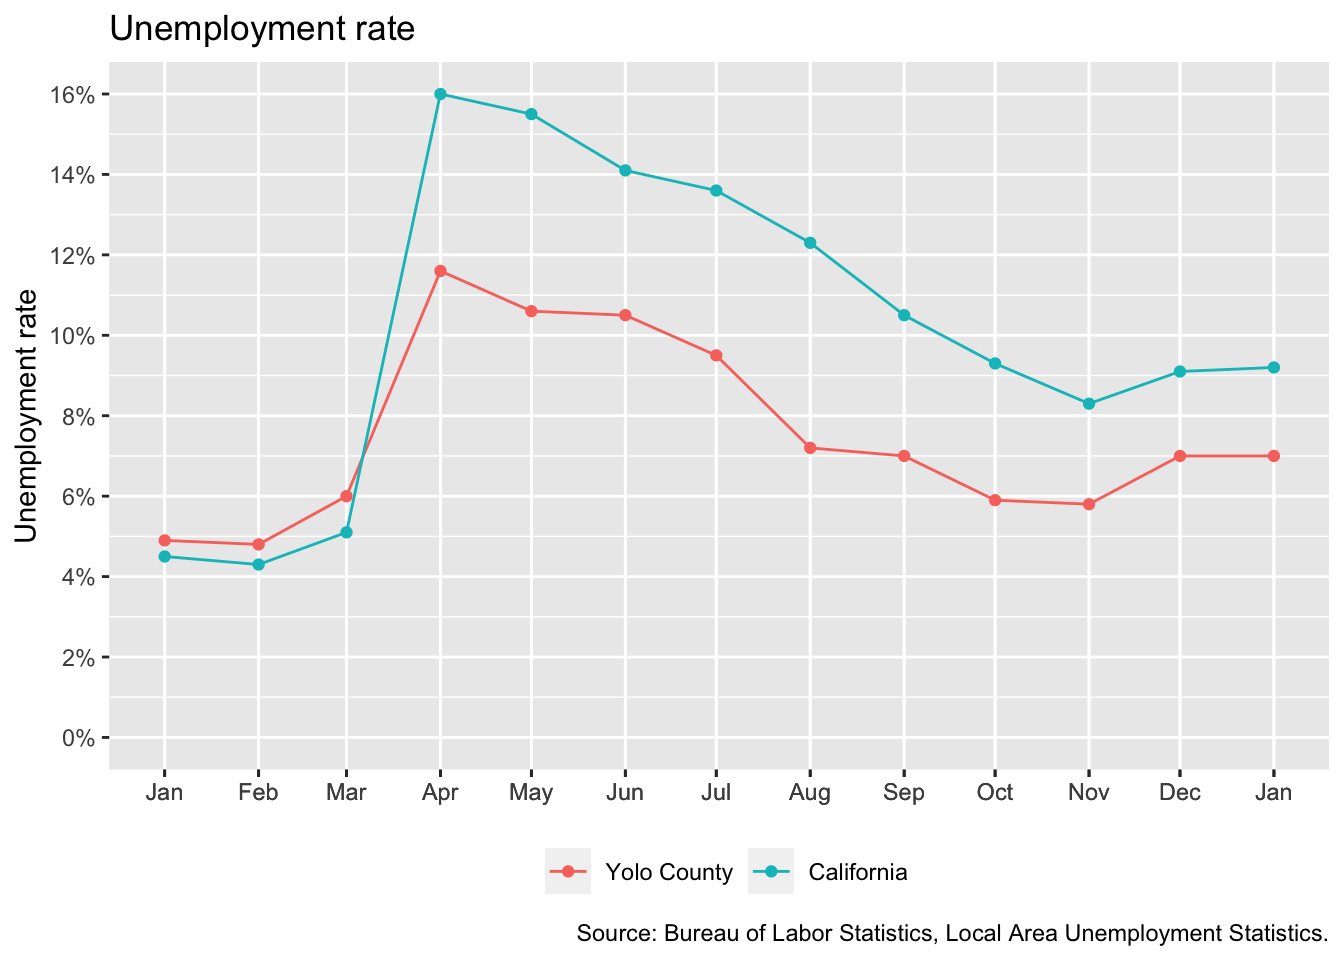 Unemployment rate
Unemployment rate
16%
14%
12%
10%
8%
6%
4%
2%
0%
Jan Feb Mar Apr May Jun Jul Aug Sep Oct Nov Dec Jan
Yolo County California
Source: Bureau of Labor Statistics, Local Area Unemployment Statistics.